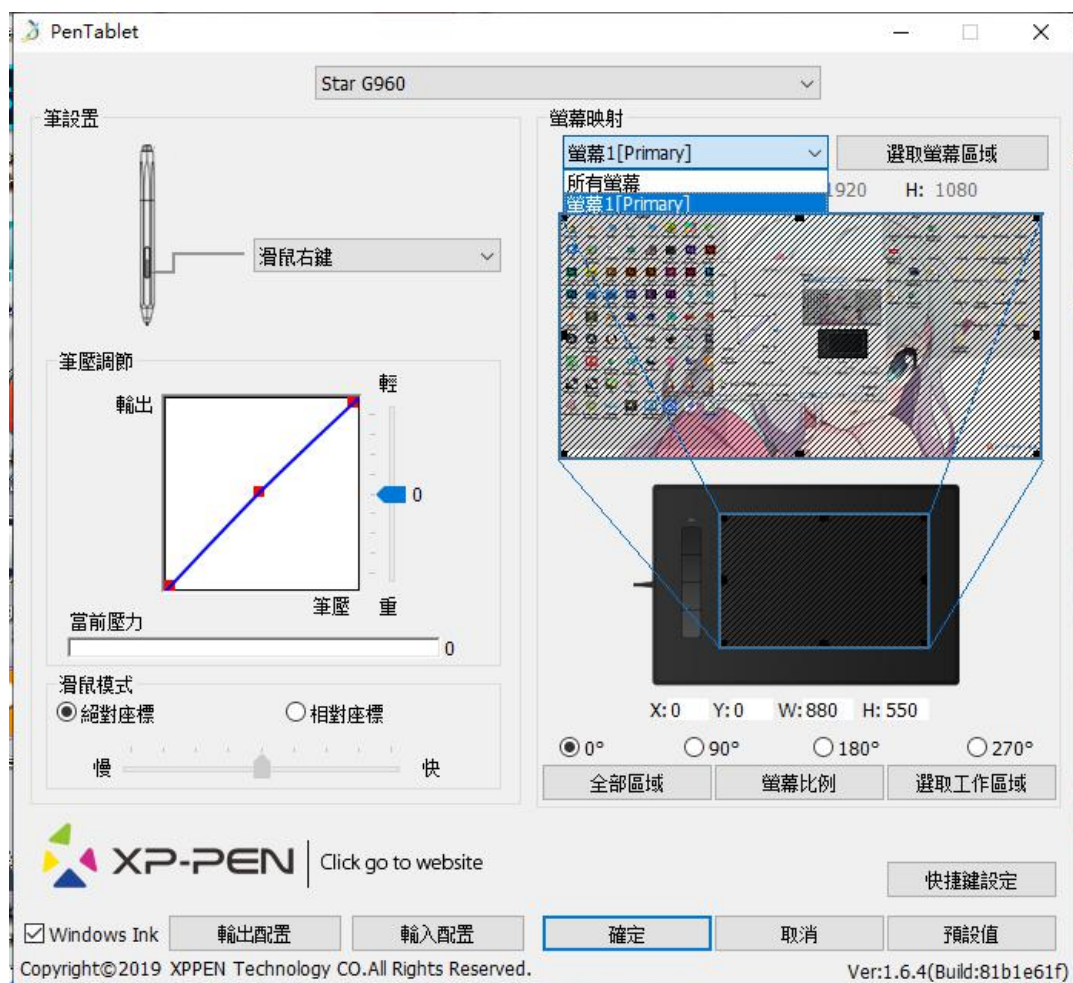 PenTablet
Star G960
筆設置
滑鼠右鍵
筆壓調節
輸出
輕
0
筆壓
重
當前壓力
0
滑鼠模式
絕對座標
相對座標
慢
快
螢幕映射
螢幕1[Primary]
選取螢幕區域
所有螢幕
1920 H: 1080
螢幕1[Primary]
X: 0 Y: 0 W: 880 H: 550
0° 90° 180° 270°
全部區域
螢幕比例
選取工作區域
XP-PEN
Click go to website
快捷鍵設定
Windows Ink
輸出配置
輸入配置
確定
取消
預設值
Copyright©2019 XPPEN Technology CO.All Rights Reserved.
Ver:1.6.4(Build:81b1e61f)